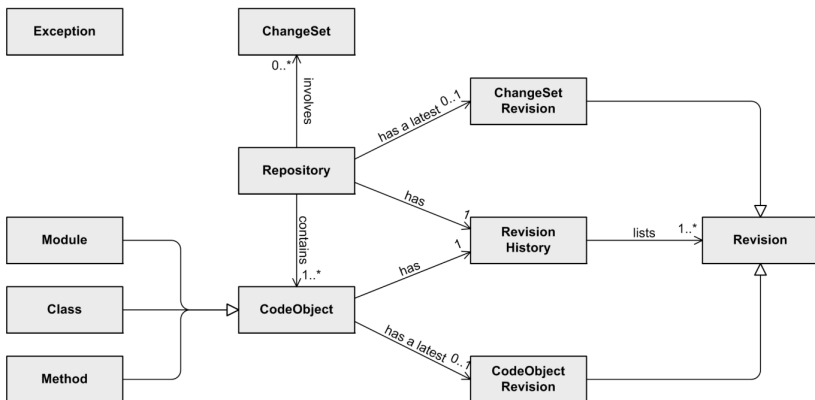 Exception
ChangeSet
0..*
involves
has a latest 0..1
ChangeSet
Revision
Repository
has
1
contains
Module
Revision
History
lists
1..*
Revision
1
has
1..*
Class
CodeObject
has a latest 0..1
Method
CodeObject
Revision